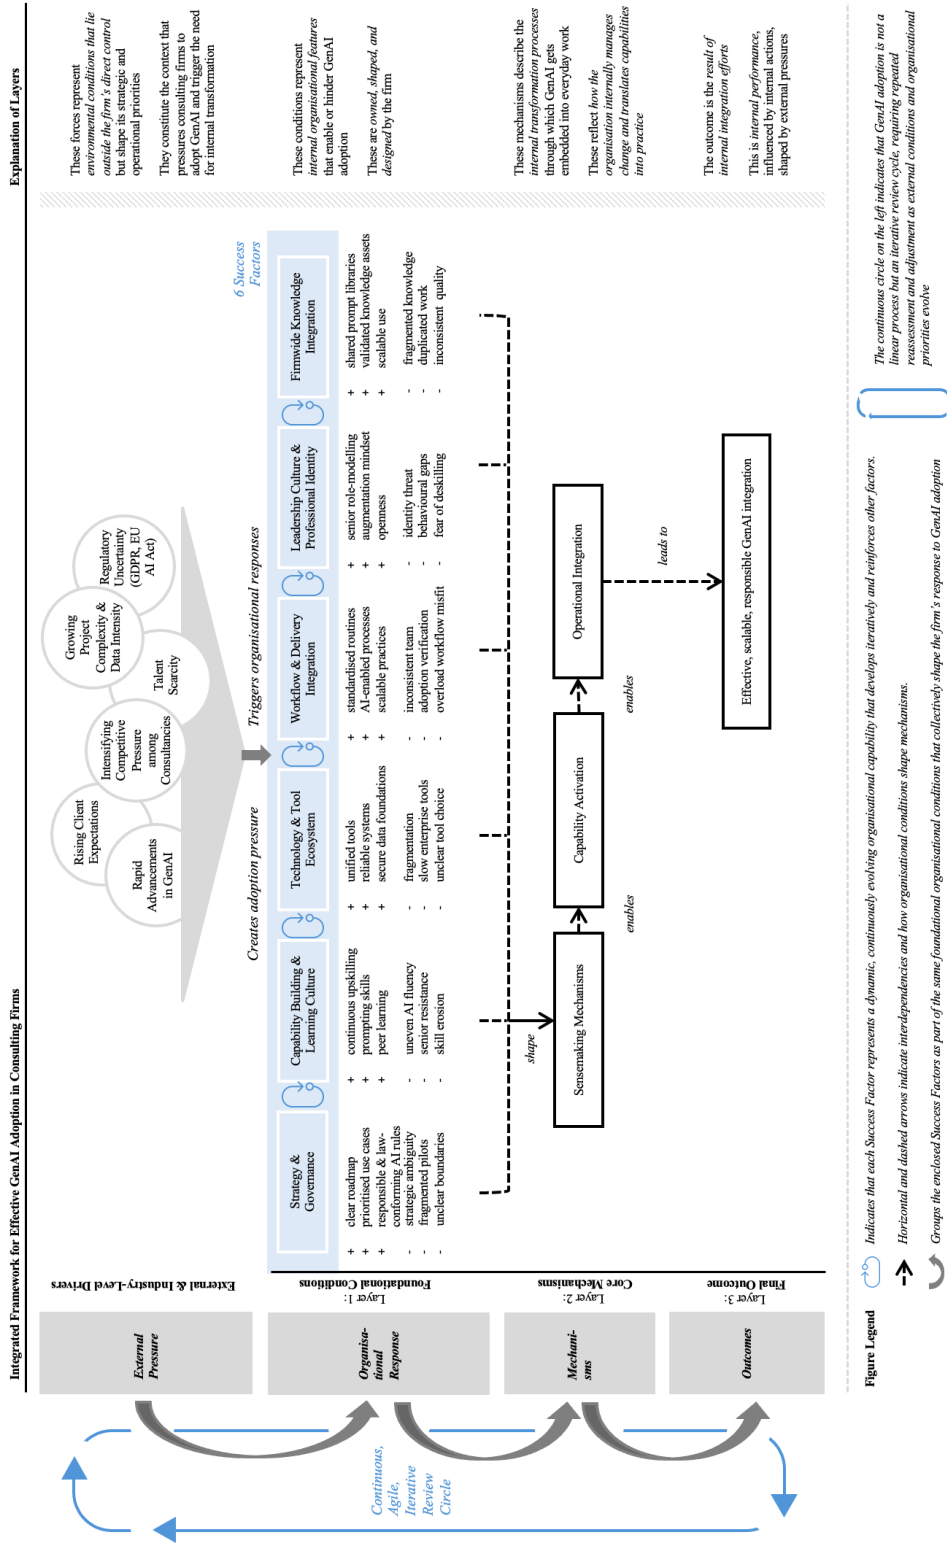 Integrated Framework for Effective GenAI Adoption in Consulting Firms
Explanation of Layers
External
Pressure
External & Industry-Level Drivers
Rapid
Advancements
in GenAI
Rising Client
Expectations
Intensifying
Competitive
Pressure
among
Consultancies
Talent
Scarcity
Growing
Project
Complexity &
Data Intensity
Regulatory
Uncertainty
(GDPR, EU
AI Act)
Creates adoption pressure
Triggers organisational responses
These forces represent
environmental conditions that lie
outside the firm's direct control
but shape its strategic and
operational priorities
They constitute the context that
pressures consulting firms to
adopt GenAI and trigger the need
for internal transformation
6 Success
Factors
Organisa-
tional
Response
Layer 1:
Foundational Conditions
Strategy &
Governance
+ clear roadmap
+ prioritised use cases
+ responsible & law-
conforming AI rules
- strategic ambiguity
- fragmented pilots
- unclear boundaries
Capability Building &
Learning Culture
+ continuous upskilling
+ prompting skills
+ peer learning
- uneven AI fluency
- senior resistance
- skill erosion
Technology & Tool
Ecosystem
+ unified tools
+ reliable systems
+ secure data foundations
- fragmentation
- slow enterprise tools
- unclear tool choice
Workflow & Delivery
Integration
+ standardised routines
+ AI-enabled processes
+ scalable practices
- inconsistent team
- adoption verification
- overload workflow misfit
Leadership Culture &
Professional Identity
+ senior role-modelling
+ augmentation mindset
+ openness
- identity threat
- behavioural gaps
- fear of deskilling
Firmwide Knowledge
Integration
+ shared prompt libraries
+ validated knowledge assets
+ scalable use
- fragmented knowledge
- duplicated work
- inconsistent quality
These conditions represent
internal organisational features
that enable or hinder GenAI
adoption
These are owned, shaped, and
designed by the firm
Mechani-
sms
Layer 2:
Core Mechanisms
shape
Sensemaking Mechanisms
enables
Capability Activation
enables
Operational Integration
leads to
These mechanisms describe the
internal transformation processes
through which GenAI gets
embedded into everyday work
These reflect how the
organisation internally manages
change and translates capabilities
into practice
Outcomes
Layer 3:
Final Outcome
Effective, scalable, responsible GenAI integration
The outcome is the result of
internal integration efforts
This is internal performance,
influenced by internal actions,
shaped by external pressures
Continuous,
Agile,
Iterative
Review
Circle
Figure Legend
Indicates that each Success Factor represents a dynamic, continuously evolving organisational capability that develops iteratively and reinforces other factors.
Horizontal and dashed arrows indicate interdependencies and how organisational conditions shape mechanisms.
Groups the enclosed Success Factors as part of the same foundational organisational conditions that collectively shape the firm's response to GenAI adoption
The continuous circle on the left indicates that GenAI adoption is not a
linear process but an iterative review cycle, requiring repeated
reassessment and adjustment as external conditions and organisational
priorities evolve